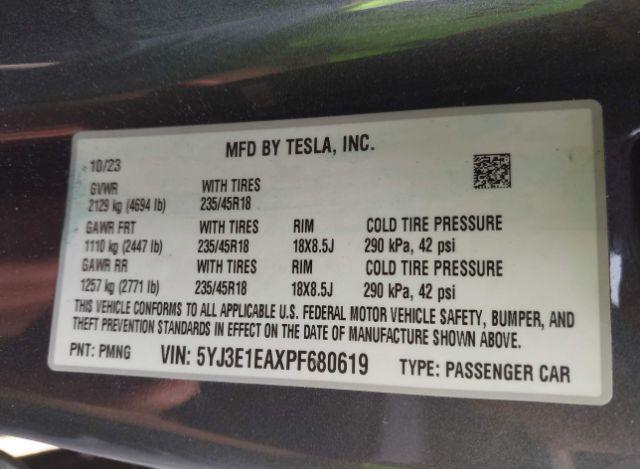 MFD BY TESLA, INC.
10/23
GVWR WITH TIRES
2129 kg (4694 lb) 235/45R18
GAWR FRT WITH TIRES RIM COLD TIRE PRESSURE
1110 kg (2447 lb) 235/45R18 18X8.5J 290 kPa, 42 psi
GAWR RR WITH TIRES RIM COLD TIRE PRESSURE
1257 kg (2771 lb) 235/45R18 18X8.5J 290 kPa, 42 psi
THIS VEHICLE CONFORMS TO ALL APPLICABLE U.S. FEDERAL MOTOR VEHICLE SAFETY, BUMPER, AND
THEFT PREVENTION STANDARDS IN EFFECT ON THE DATE OF MANUFACTURE SHOWN ABOVE.
PNT: PMNG VIN: 5YJ3E1EAXPF680619 TYPE: PASSENGER CAR